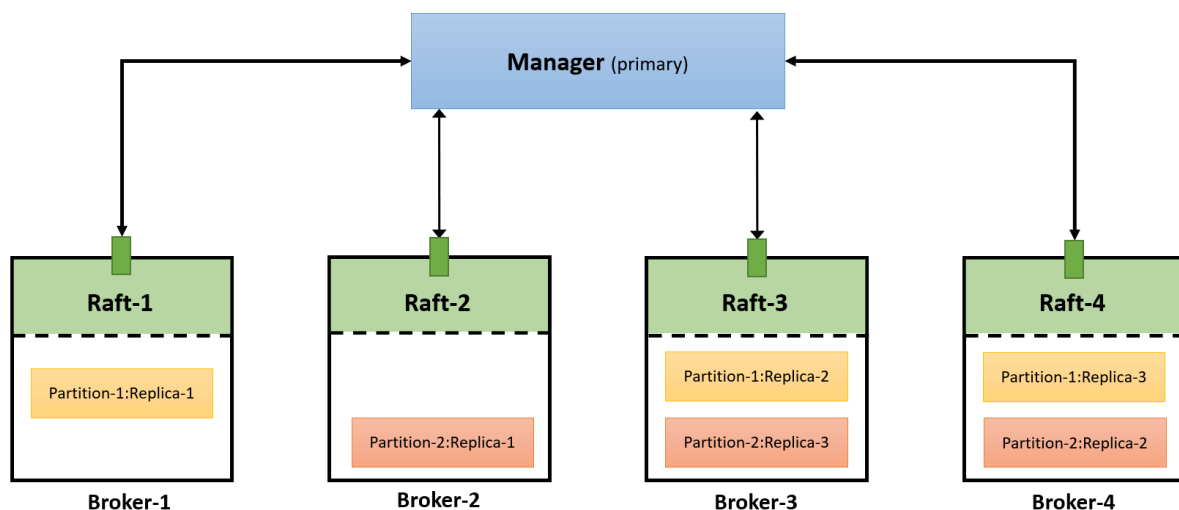 Manager (primary)
Raft-1
Raft-2
Raft-3
Raft-4
Partition-1:Replica-1
Partition-2:Replica-1
Partition-1:Replica-2
Partition-2:Replica-3
Partition-1:Replica-3
Partition-2:Replica-2
Broker-1
Broker-2
Broker-3
Broker-4